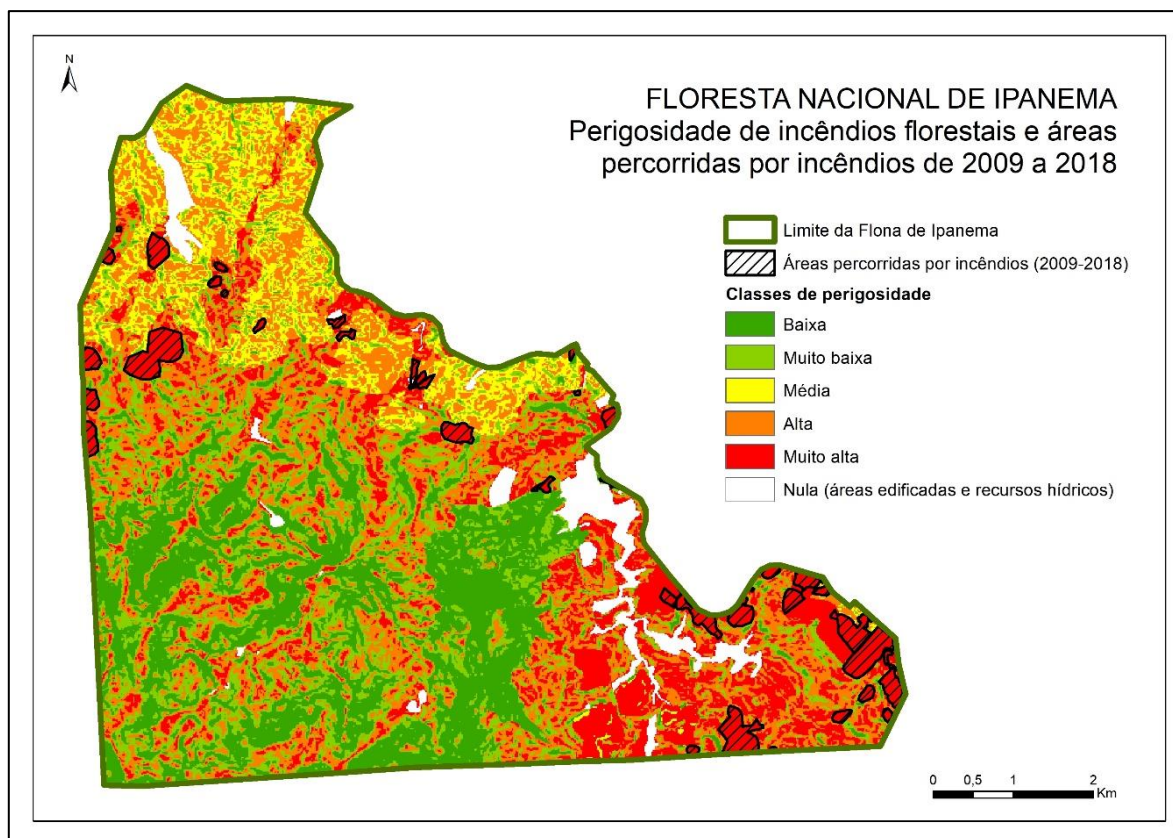 N
FLORESTA NACIONAL DE IPANEMA
Perigosidade de incêndios florestais e áreas
percorridas por incêndios de 2009 a 2018
Limite da Flona de Ipanema
Áreas percorridas por incêndios (2009-2018)
Classes de perigosidade
Baixa
Muito baixa
Média
Alta
Muito alta
Nula (áreas edificadas e recursos hídricos)
0 0,5 1 2
Km